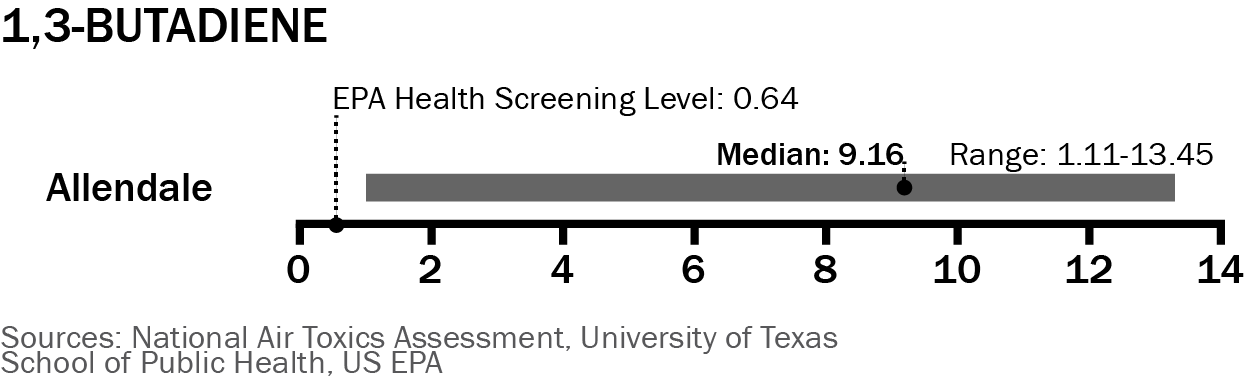 1,3-BUTADIENE
EPA Health Screening Level: 0.64
Median: 9.16 Range: 1.11-13.45
Allendale
0 2 4 6 8 10 12 14
Sources: National Air Toxics Assessment, University of Texas
School of Public Health, US EPA